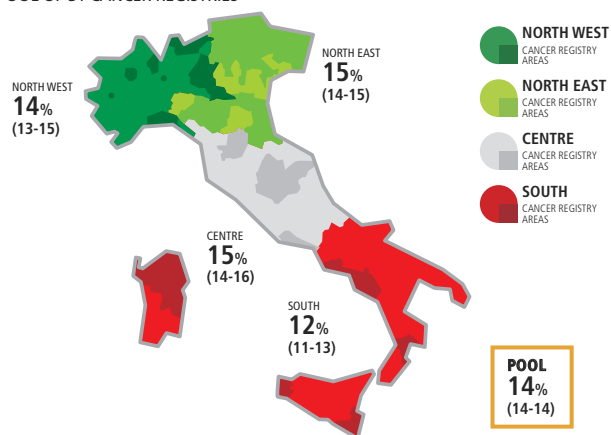 NORTH WEST
14%
(13-15)
NORTH EAST
15%
(14-15)
CENTRE
15%
(14-16)
SOUTH
12%
(11-13)
NORTH WEST
CANCER REGISTRY
AREAS
NORTH EAST
CANCER REGISTRY
AREAS
CENTRE
CANCER REGISTRY
AREAS
SOUTH
CANCER REGISTRY
AREAS
POOL
14%
(14-14)